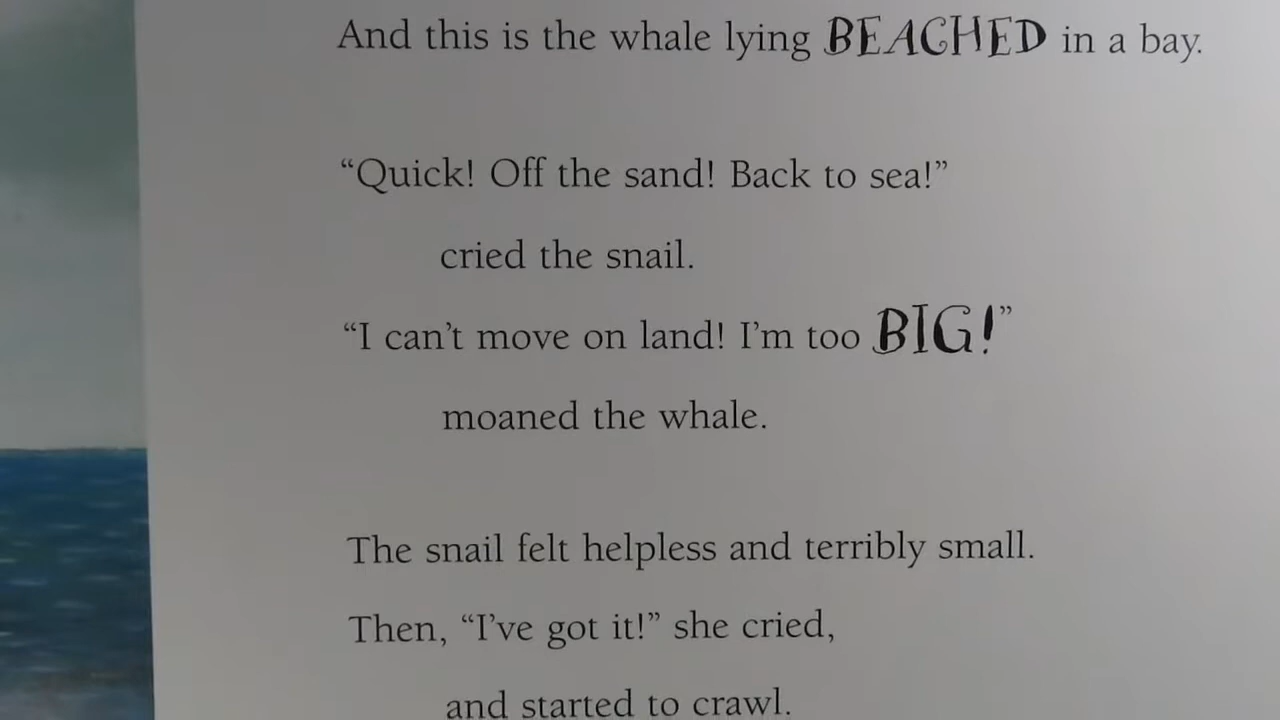 And this is the whale lying BEACHED in a bay.
“Quick! Off the sand! Back to sea!”
cried the snail.
“I can’t move on land! I’m too BIG!”
moaned the whale.
The snail felt helpless and terribly small.
Then, “I’ve got it!” she cried,
and started to crawl.